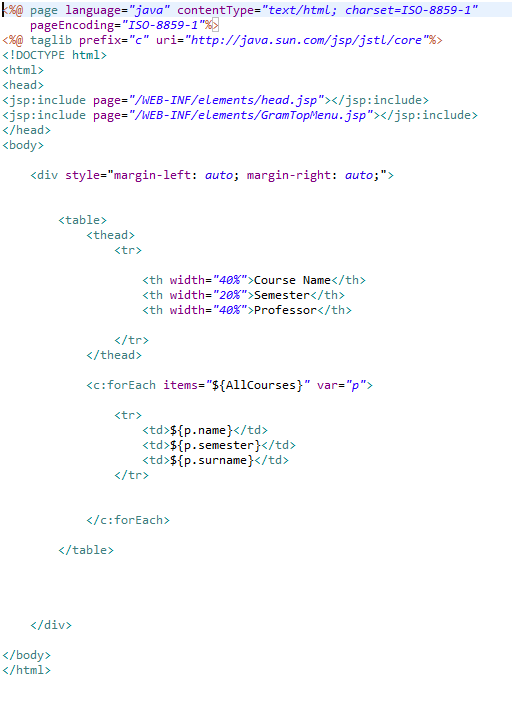 <%@ page language="java" contentType="text/html; charset=ISO-8859-1"
    pageEncoding="ISO-8859-1"%>
<%@ taglib prefix="c" uri="http://java.sun.com/jsp/jstl/core"%>
<!DOCTYPE html>
<html>
<head>
<jsp:include page="/WEB-INF/elements/head.jsp"></jsp:include>
<jsp:include page="/WEB-INF/elements/GramTopMenu.jsp"></jsp:include>
</head>
<body>
    <div style="margin-left: auto; margin-right: auto;">
        <table>
            <thead>
                <tr>
                    <th width="40%">Course Name</th>
                    <th width="20%">Semester</th>
                    <th width="40%">Professor</th>
                </tr>
            </thead>
            <c:forEach items="${AllCourses}" var="p">
                <tr>
                    <td>${p.name}</td>
                    <td>${p.semester}</td>
                    <td>${p.surname}</td>
                </tr>
            </c:forEach>
        </table>
    </div>
</body>
</html>